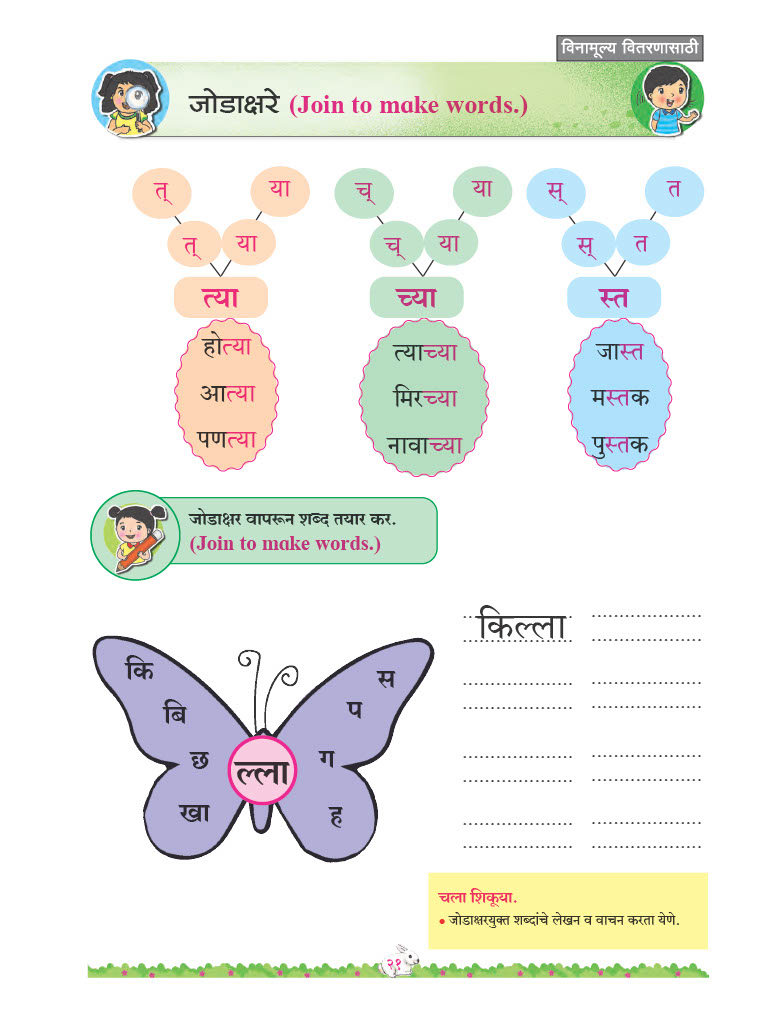 विनामूल्य वितरणासाठी
जोडाक्षरे (Join to make words.)
त् या च् या स् त
त् या च् या स् त
त्या च्या स्त
होत्या त्याच्या जास्त
आत्या मिरच्या मस्तक
पणत्या नावाच्या पुस्तक
जोडाक्षर वापरून शब्द तयार कर.
(Join to make words.)
किल्ला
कि स
बि प
छ ल्ला ग
खा ह
चला शिकूया.
• जोडाक्षरयुक्त शब्दांचे लेखन व वाचन करता येणे.
२१